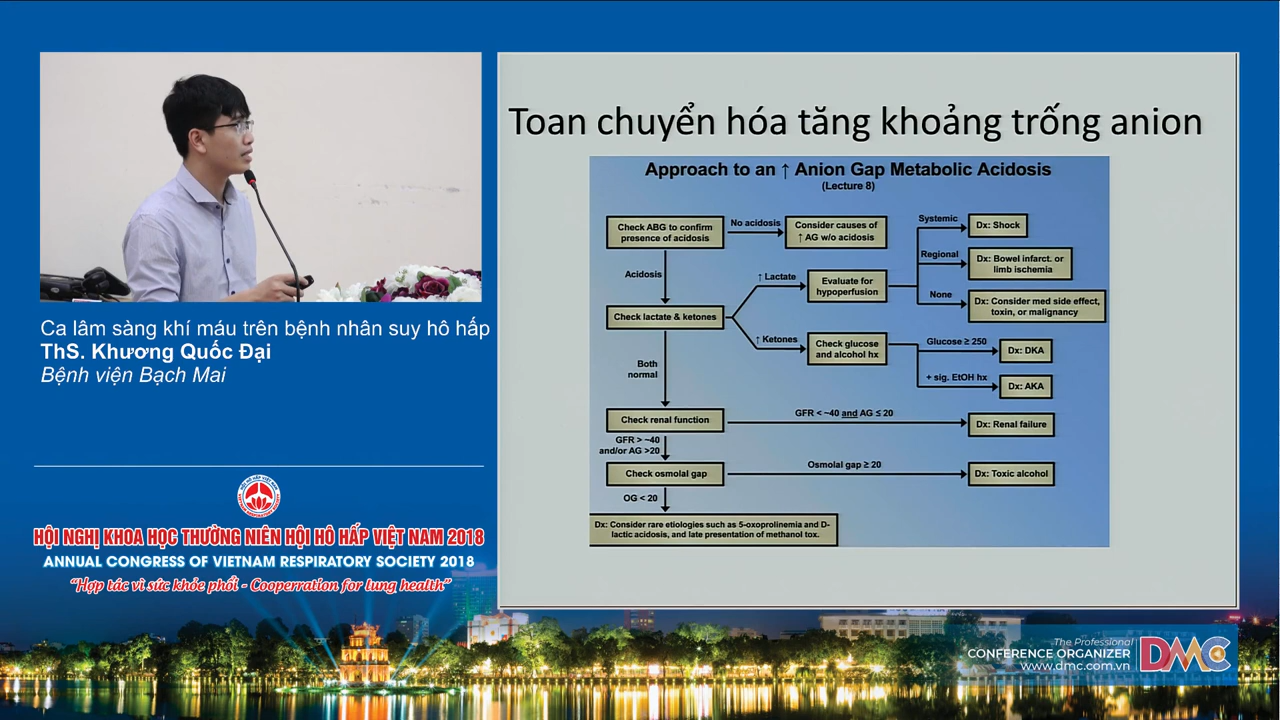 Toan chuyển hóa tăng khoảng trống anion
Approach to an ↑ Anion Gap Metabolic Acidosis
(Lecture 8)
Check ABG to confirm
presence of acidosis
No acidosis
Consider causes of
↑ AG w/o acidosis
Systemic
Dx: Shock
Regional
Dx: Bowel infarct. or
limb ischemia
None
Dx: Consider med side effect,
toxin, or malignancy
Acidosis
↑ Lactate
Evaluate for
hypoperfusion
Check lactate & ketones
↑ Ketones
Check glucose
and alcohol hx
Glucose ≥ 250
Dx: DKA
+ sig. EtOH hx
Dx: AKA
Both
normal
Check renal function
GFR < ~40 and AG ≤ 20
Dx: Renal failure
GFR > ~40
and/or AG >20
Check osmolal gap
Osmolal gap ≥ 20
Dx: Toxic alcohol
OG < 20
Dx: Consider rare etiologies such as 5-oxoprolinemia and D-
lactic acidosis, and late presentation of methanol tox.
Ca lâm sàng khí máu trên bệnh nhân suy hô hấp
ThS. Khương Quốc Đại
Bệnh viện Bạch Mai
HỘI NGHỊ KHOA HỌC THƯỜNG NIÊN HỘI HÔ HẤP VIỆT NAM 2018
ANNUAL CONGRESS OF VIETNAM RESPIRATORY SOCIETY 2018
“Hợp tác vì sức khỏe phổi - Cooperration for lung health”
The Professional
CONFERENCE ORGANIZER
www.dmc.com.vn
DMC